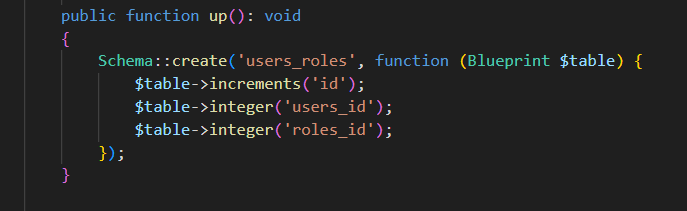 public function up(): void
{
Schema::create('users_roles', function (Blueprint $table) {
$table->increments('id');
$table->integer('users_id');
$table->integer('roles_id');
});
}